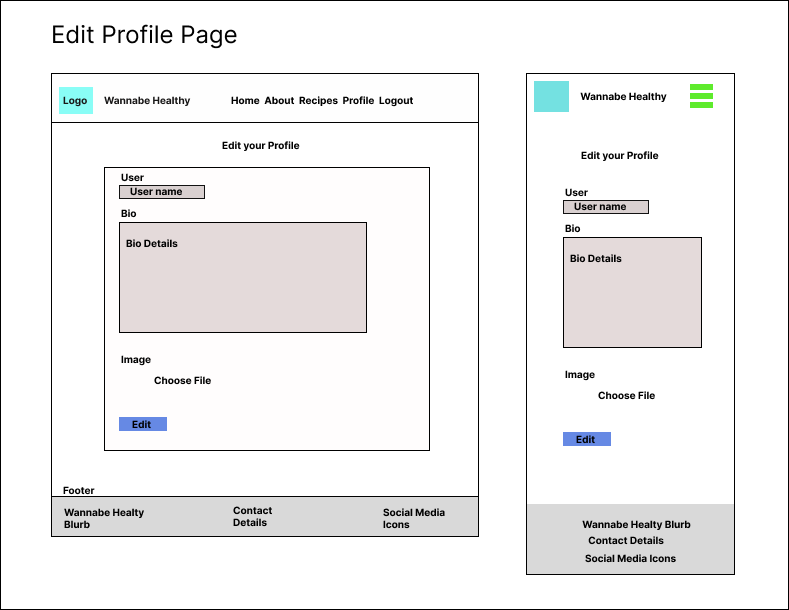 Edit Profile Page
Logo
Wannabe Healthy
Home About Recipes Profile Logout
Edit your Profile
User
User name
Bio
Bio Details
Image
Choose File
Edit
Footer
Wannabe Healty
Blurb
Contact
Details
Social Media
Icons
Wannabe Healthy
Edit your Profile
User
User name
Bio
Bio Details
Image
Choose File
Edit
Wannabe Healty Blurb
Contact Details
Social Media Icons